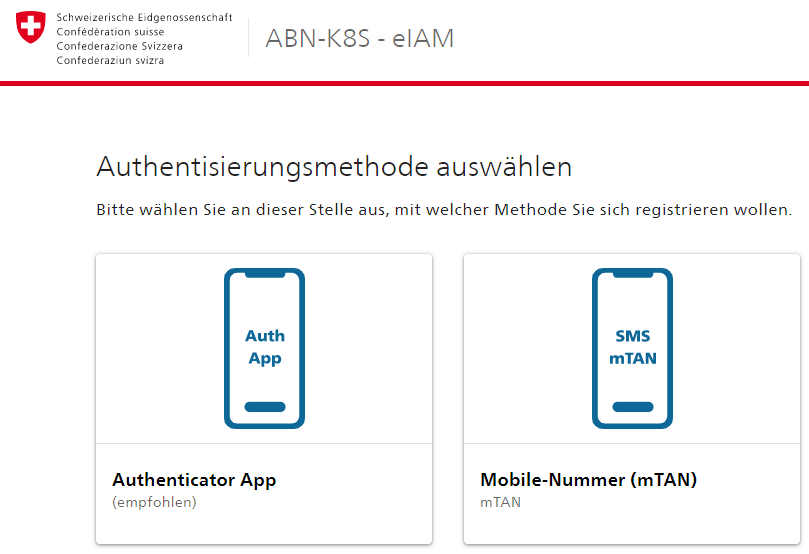 Schweizerische Eidgenossenschaft
Confédération suisse
Confederazione Svizzera
Confederaziun svizra
ABN-K8S - eIAM
Authentisierungsmethode auswählen
Bitte wählen Sie an dieser Stelle aus, mit welcher Methode Sie sich registrieren wollen.
Auth
App
SMS
mTAN
Authenticator App
(empfohlen)
Mobile-Nummer (mTAN)
mTAN